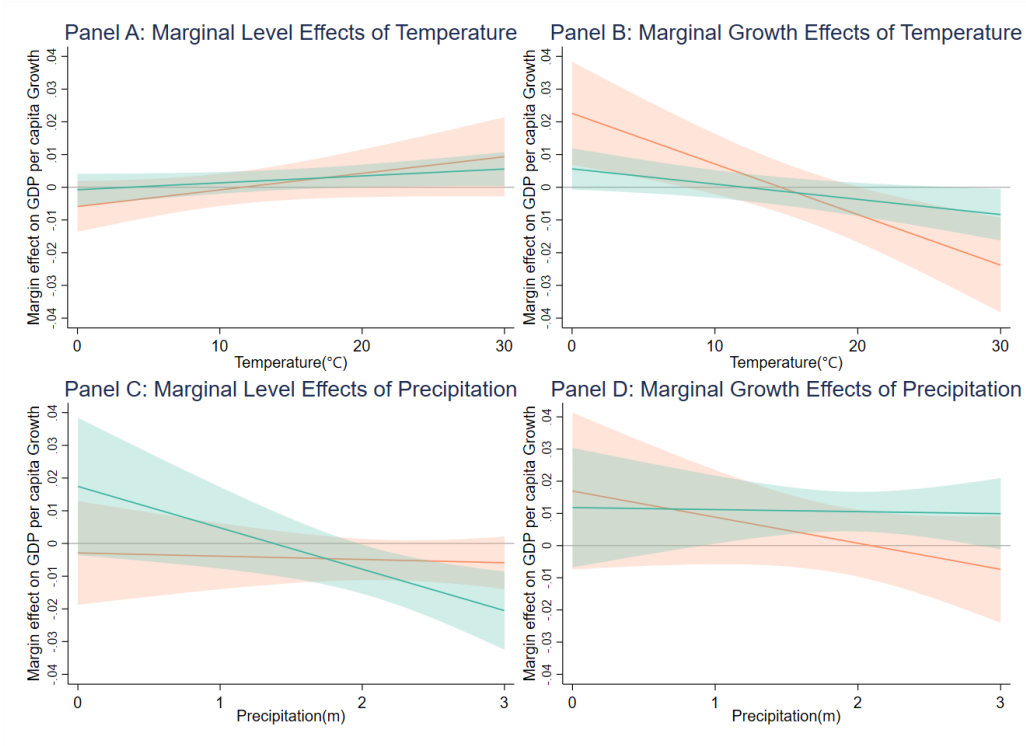 Panel A: Marginal Level Effects of Temperature
Margin effect on GDP per capita Growth
.04
.03
.02
.01
0
-.01
-.02
-.03
-.04
0 10 20 30
Temperature(°C)
Panel B: Marginal Growth Effects of Temperature
Margin effect on GDP per capita Growth
.04
.03
.02
.01
0
-.01
-.02
-.03
-.04
0 10 20 30
Temperature(°C)
Panel C: Marginal Level Effects of Precipitation
Margin effect on GDP per capita Growth
.04
.03
.02
.01
0
-.01
-.02
-.03
-.04
0 1 2 3
Precipitation(m)
Panel D: Marginal Growth Effects of Precipitation
Margin effect on GDP per capita Growth
.04
.03
.02
.01
0
-.01
-.02
-.03
-.04
0 1 2 3
Precipitation(m)